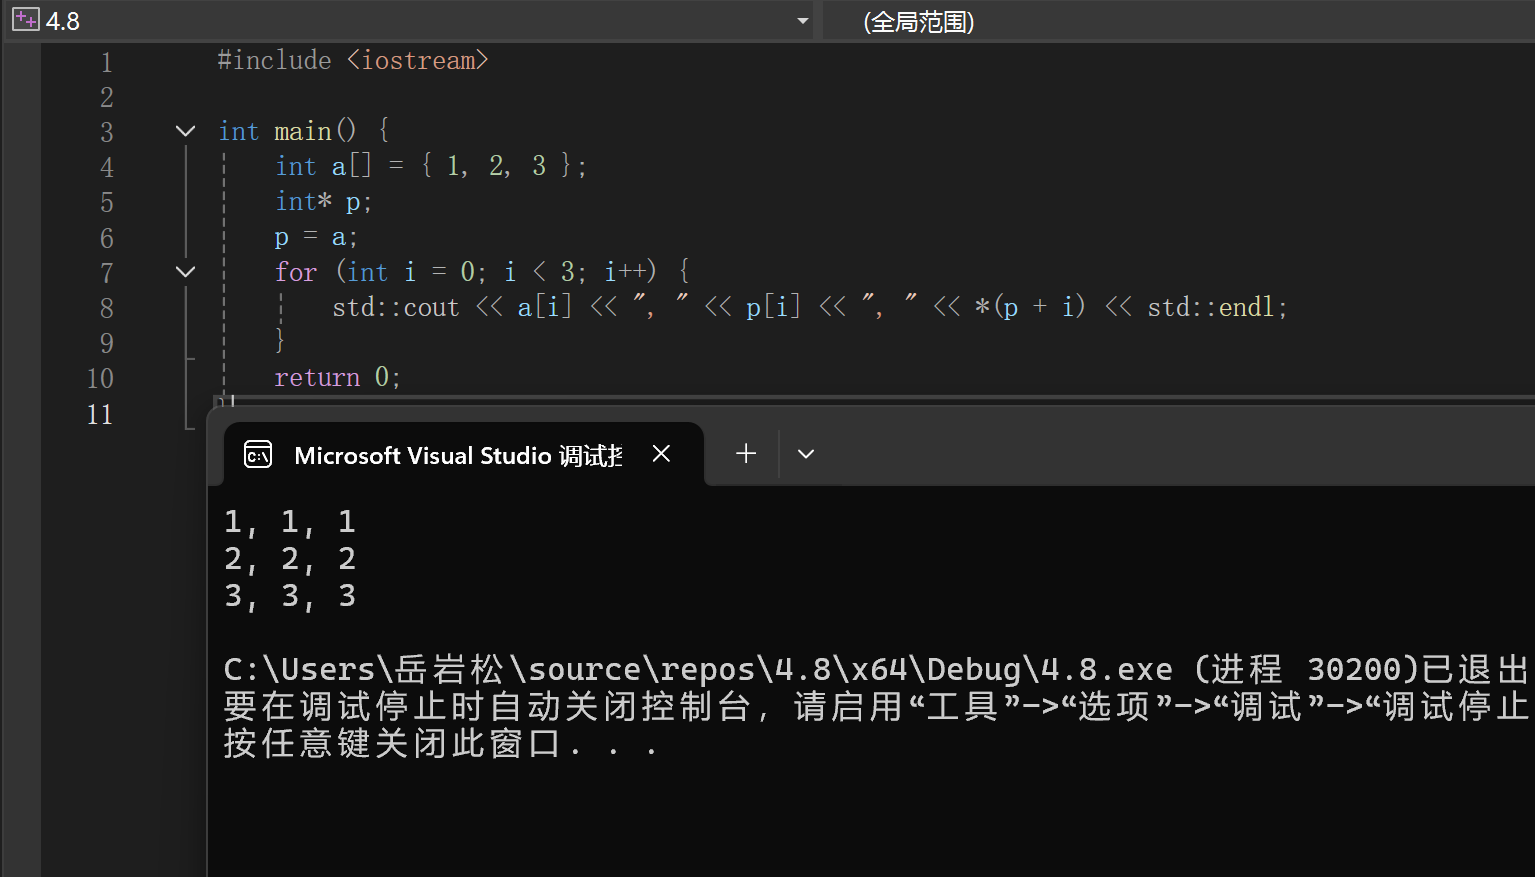 4.8 (全局范围)
1 #include <iostream>
2
3 int main() {
4 int a[] = { 1, 2, 3 };
5 int* p;
6 p = a;
7 for (int i = 0; i < 3; i++) {
8 std::cout << a[i] << ", " << p[i] << ", " << *(p + i) << std::endl;
9 }
10 return 0;
11 }
Microsoft Visual Studio 调试控
1, 1, 1
2, 2, 2
3, 3, 3
C:\Users\岳岩松\source\repos\4.8\x64\Debug\4.8.exe (进程 30200)已退出
要在调试停止时自动关闭控制台, 请启用“工具”->“选项”->“调试”->“调试停止
按任意键关闭此窗口. . .